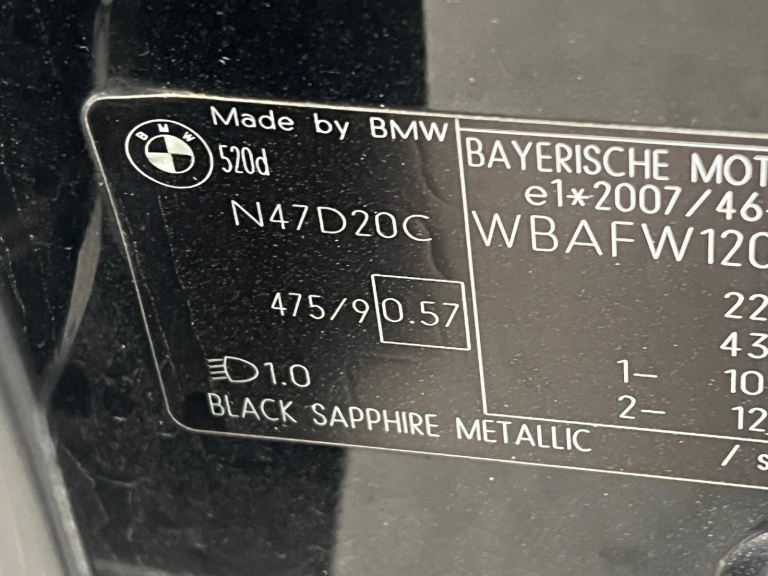 Made by BMW
BMW
520d
N47D20C
475/9 0.57
1.0
BLACK SAPPHIRE METALLIC
BAYERISCHE MOT
e1*2007/46-
WBAFW120
22
43
1- 10
2- 12
/ s